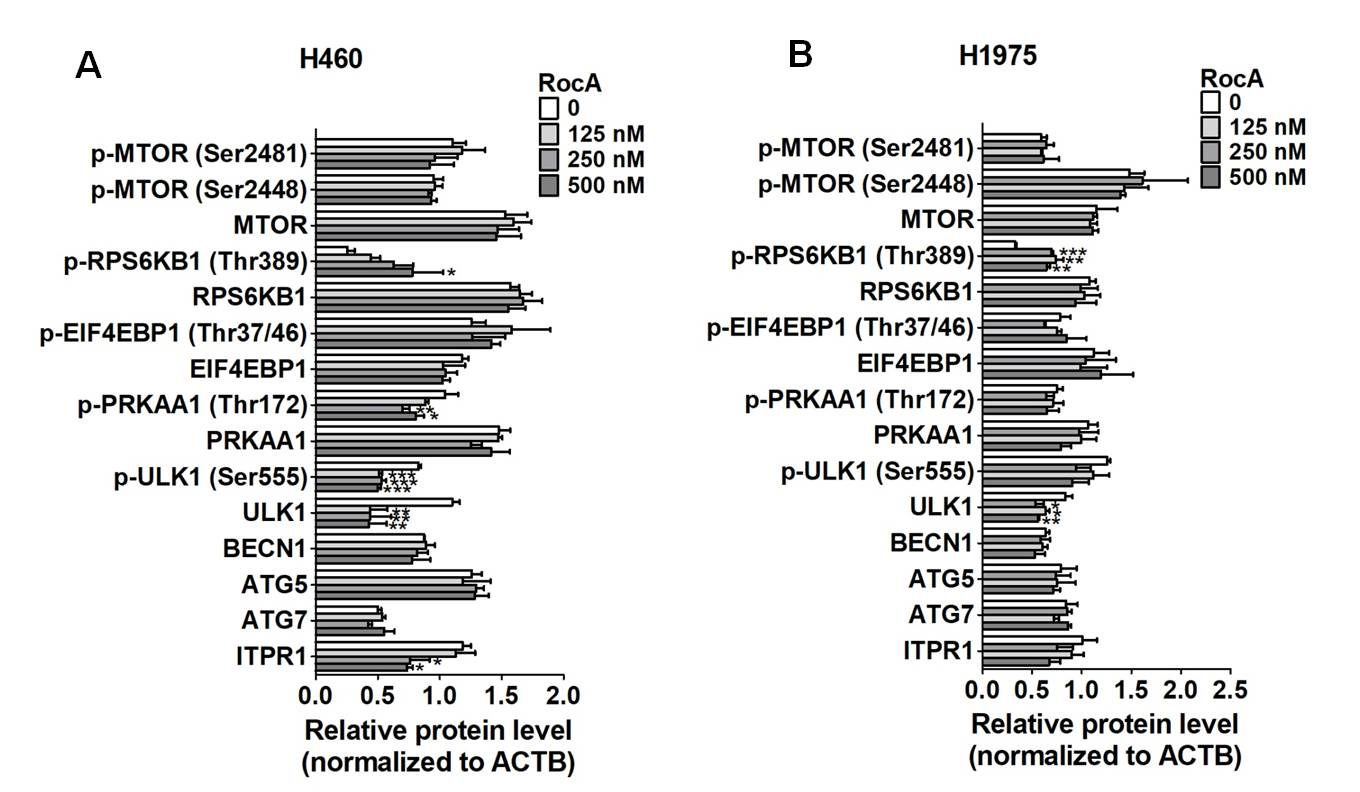 A
H460
RocA
0
125 nM
250 nM
500 nM
p-MTOR (Ser2481)
p-MTOR (Ser2448)
MTOR
p-RPS6KB1 (Thr389)
*
RPS6KB1
p-EIF4EBP1 (Thr37/46)
EIF4EBP1
p-PRKAA1 (Thr172)
**
*
PRKAA1
p-ULK1 (Ser555)
***
***
***
ULK1
**
**
**
BECN1
ATG5
ATG7
ITPR1
*
*
0.0 0.5 1.0 1.5 2.0
Relative protein level
(normalized to ACTB)
B
H1975
RocA
0
125 nM
250 nM
500 nM
p-MTOR (Ser2481)
p-MTOR (Ser2448)
MTOR
p-RPS6KB1 (Thr389)
***
**
**
RPS6KB1
p-EIF4EBP1 (Thr37/46)
EIF4EBP1
p-PRKAA1 (Thr172)
PRKAA1
p-ULK1 (Ser555)
ULK1
*
*
**
BECN1
ATG5
ATG7
ITPR1
0.0 0.5 1.0 1.5 2.0 2.5
Relative protein level
(normalized to ACTB)